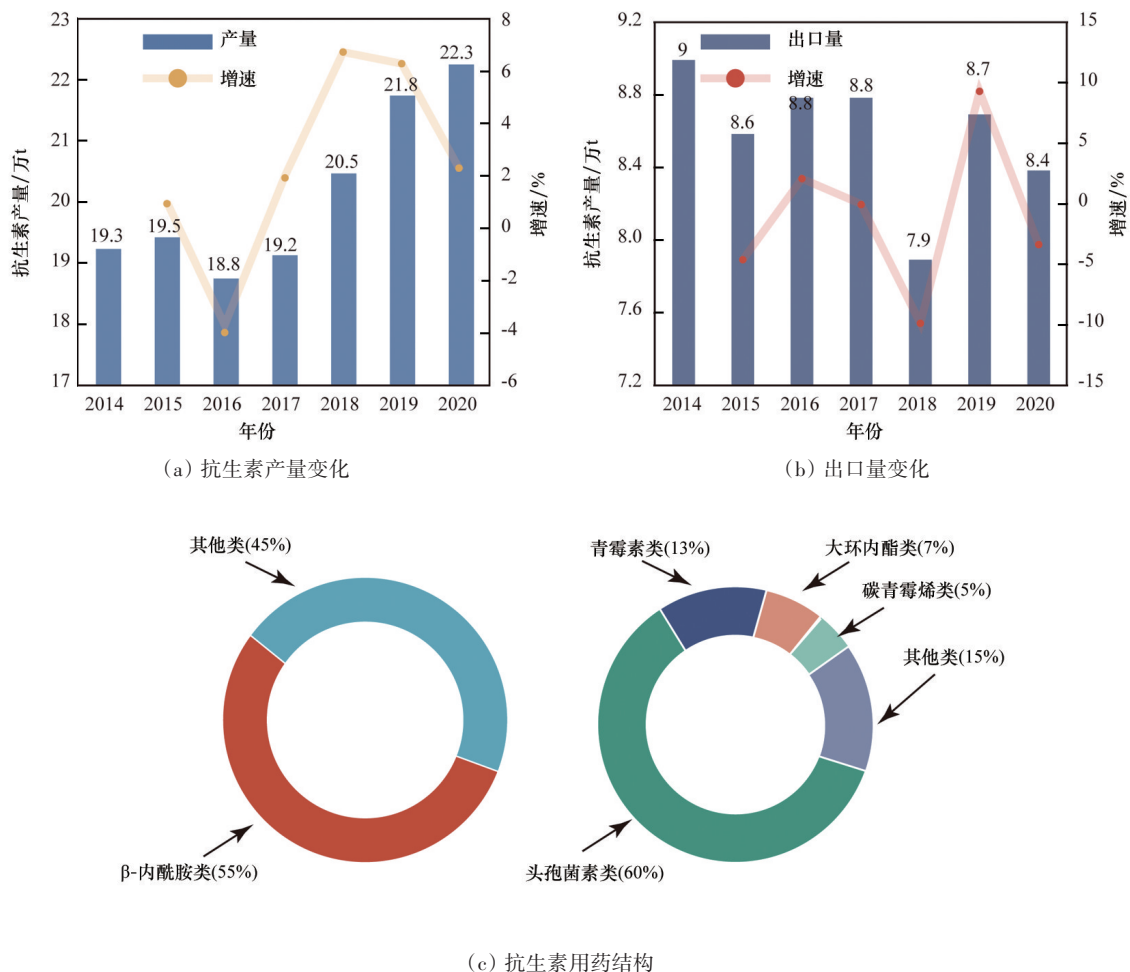 产量
增速
抗生素产量/万t
23
22
21
20
19
18
17
19.3
19.5
18.8
19.2
20.5
21.8
22.3
8
6
4
2
0
-2
-4
-6
增速/%
2014 2015 2016 2017 2018 2019 2020
年份
(a) 抗生素产量变化
出口量
增速
抗生素产量/万t
9.2
8.8
8.4
8.0
7.6
7.2
9
8.6
8.8
8.8
7.9
8.7
8.4
15
10
5
0
-5
-10
-15
增速/%
2014 2015 2016 2017 2018 2019 2020
年份
(b) 出口量变化
其他类(45%)
β-内酰胺类(55%)
青霉素类(13%)
大环内酯类(7%)
碳青霉烯类(5%)
其他类(15%)
头孢菌素类(60%)
(c) 抗生素用药结构